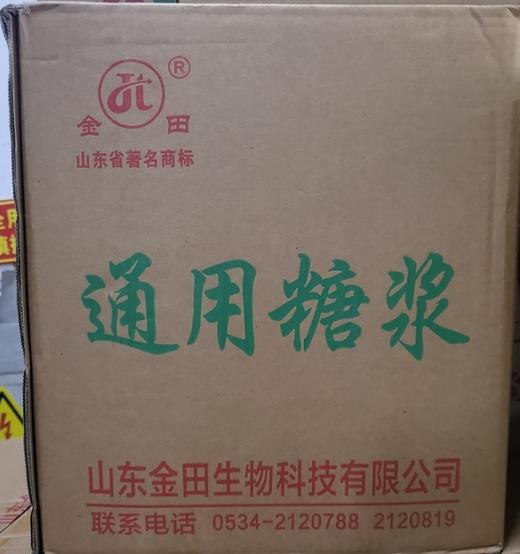 ®
金 田
山东省著名商标
通用糖浆
山东金田生物科技有限公司
联系电话 0534-2120788 2120819